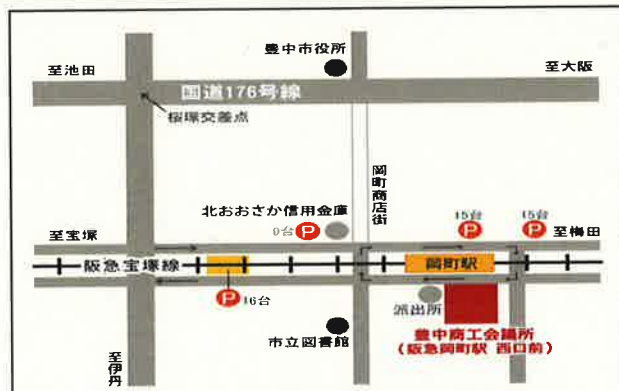 豊中市役所
至池田
至大阪
国道176号線
桜塚交差点
岡町商店街
北おおさか信用金庫
9台
P
15台
P
15台
P
至宝塚
至梅田
阪急宝塚線
岡町駅
P
16台
派出所
市立図書館
至伊丹
豊中商工会議所
(阪急岡町駅 西口前)